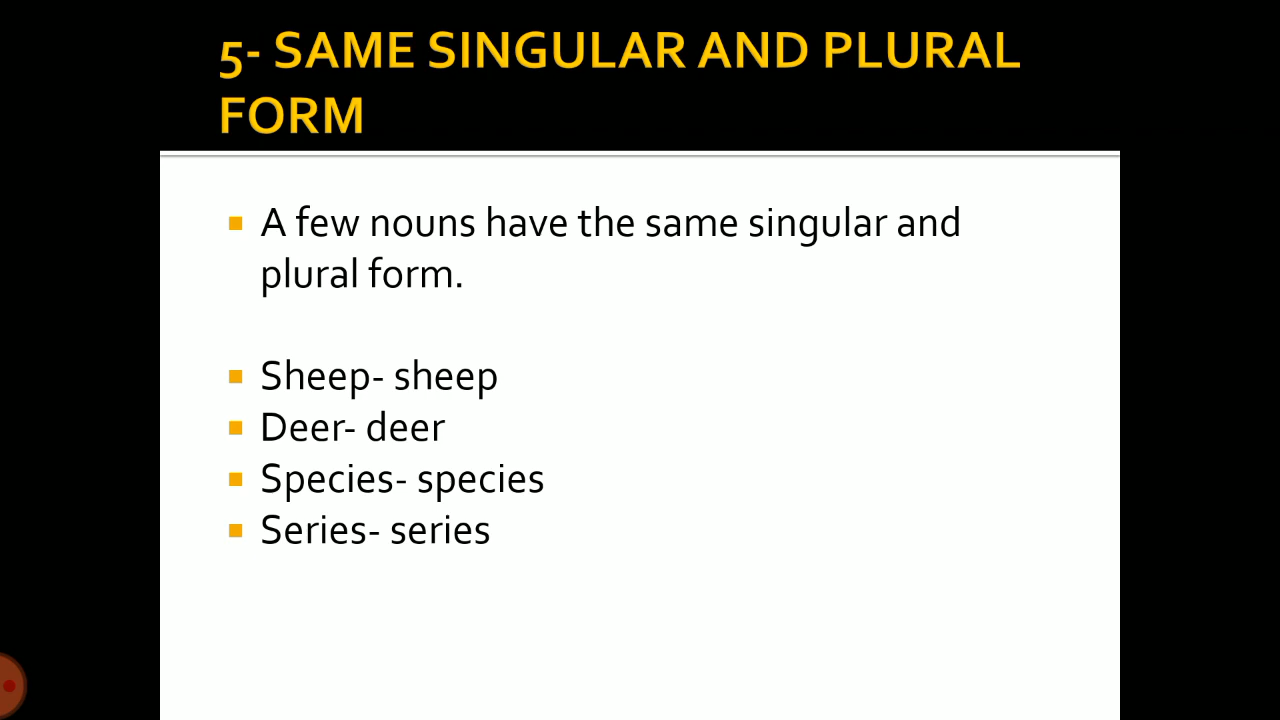 5- SAME SINGULAR AND PLURAL
FORM
A few nouns have the same singular and
plural form.
Sheep- sheep
Deer- deer
Species- species
Series- series